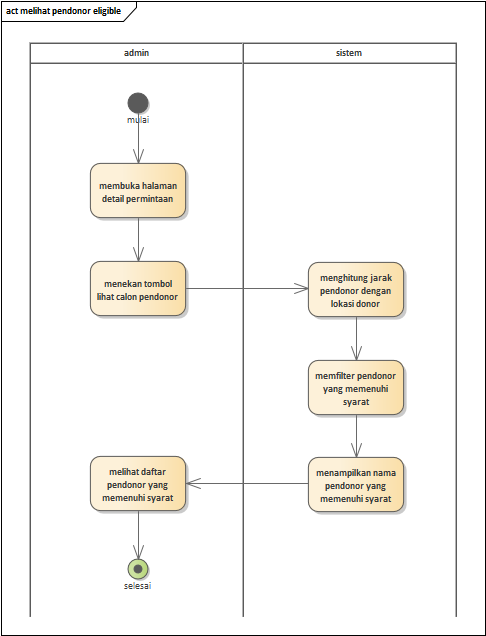 act melihat pendonor eligible
admin
sistem
mulai
membuka halaman
detail permintaan
menekan tombol
lihat calon pendonor
menghitung jarak
pendonor dengan
lokasi donor
memfilter pendonor
yang memenuhi
syarat
menampilkan nama
pendonor yang
memenuhi syarat
melihat daftar
pendonor yang
memenuhi syarat
selesai